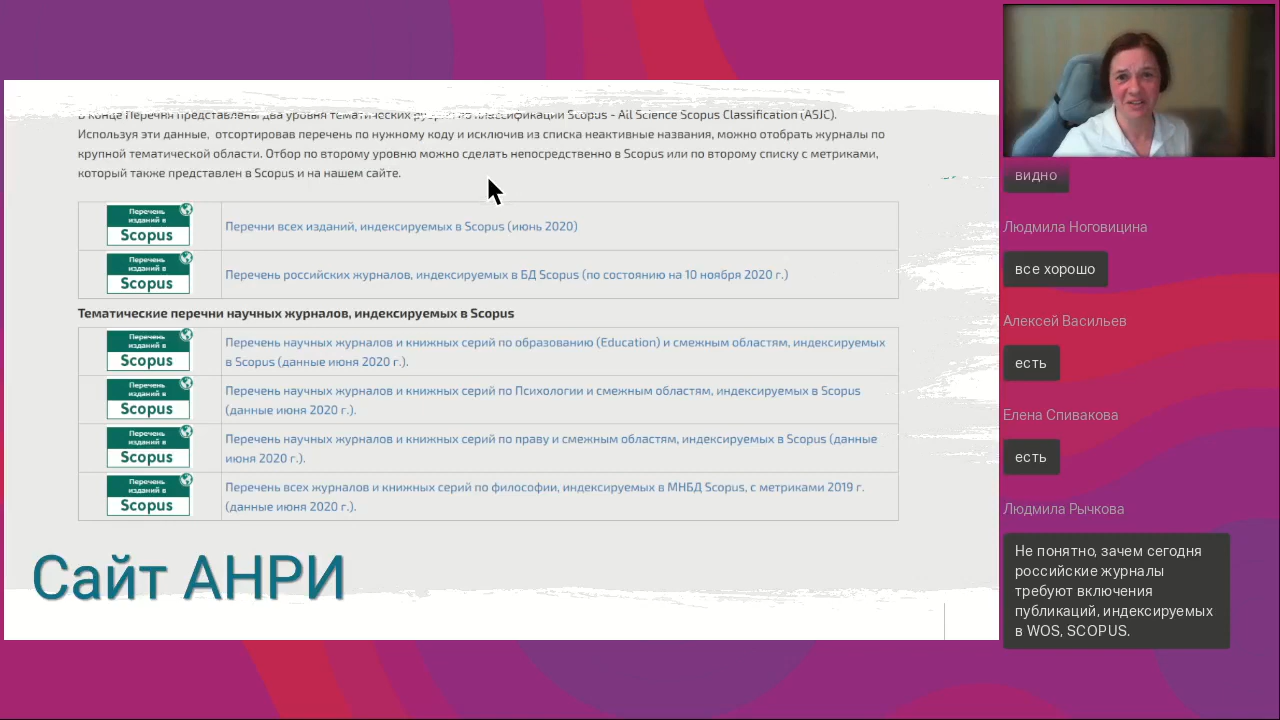 В конце Перечня представлены два уровня тематических Scopus - All Science Scopus Classification (ASJC).
Используя эти данные, отсортировав перечень по нужному коду и исключив из списка неактивные названия, можно отобрать журналы по
крупной тематической области. Отбор по второму уровню можно сделать непосредственно в Scopus или по второму списку с метриками,
который также представлен в Scopus и на нашем сайте.
Перечень
изданий в
Scopus
Перечни всех изданий, индексируемых в Scopus (июнь 2020)
Перечень
изданий в
Scopus
Перечень российских журналов, индексируемых в БД Scopus (по состоянию на 10 ноября 2020 г.)
Тематические перечни научных журналов, индексируемых в Scopus
Перечень
изданий в
Scopus
Перечень научных журналов и книжных серий по образованию (Education) и смежным областям, индексируемых
в Scopus (данные июня 2020 г.).
Перечень
изданий в
Scopus
Перечень научных журналов и книжных серий по Психологии и смежным областям, индексируемых в Scopus
(данные июня 2020 г.).
Перечень
изданий в
Scopus
Перечень научных журналов и книжных серий по праву и смежным областям, индексируемых в Scopus (данные
июня 2020 г.).
Перечень
изданий в
Scopus
Перечень всех журналов и книжных серий по философии, индексируемых в МНБД Scopus, с метриками 2019 г.
(данные июня 2020 г.).
Сайт АНРИ
видно
Людмила Ноговицина
все хорошо
Алексей Васильев
есть
Елена Спивакова
есть
Людмила Рычкова
Не понятно, зачем сегодня
российские журналы
требуют включения
публикаций, индексируемых
в WOS, SCOPUS.